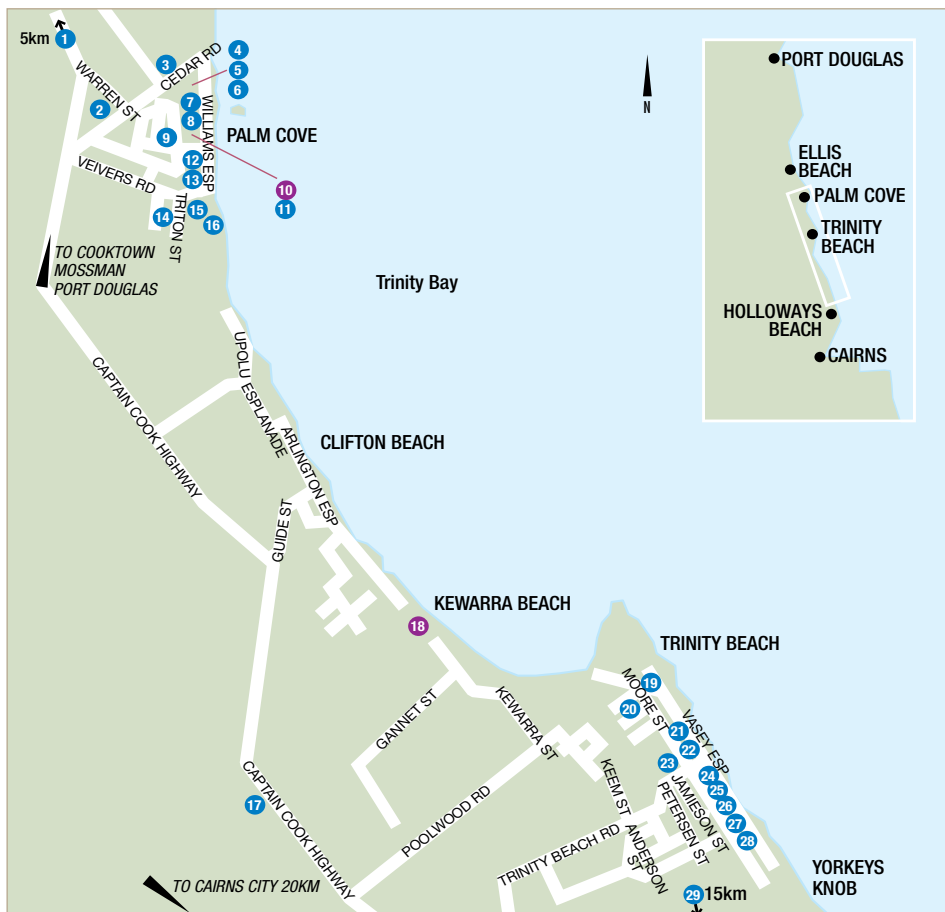 5km
1
WARREN ST
2
3
CEDAR RD
4
5
6
7
8
WILLIAMS ESP
PALM COVE
9
10
11
12
13
VEIVERS RD
14
TRITON ST
15
16
TO COOKTOWN
MOSSMAN
PORT DOUGLAS
Trinity Bay
N
PORT DOUGLAS
ELLIS
BEACH
PALM COVE
TRINITY
BEACH
HOLLOWAYS
BEACH
CAIRNS
CAPTAIN COOK HIGHWAY
UPOLU ESPLANADE
ARLINGTON ESP
CLIFTON BEACH
GUIDE ST
KEWARRA BEACH
18
TRINITY BEACH
GANNET ST
KEWARRA ST
MOORE ST
19
20
VASEY ESP
21
22
23
24
25
26
27
28
17
CAPTAIN COOK HIGHWAY
POOLWOOD RD
KEEM ST
ANDERSON
ST
TRINITY BEACH RD
PETERSEN ST
JAMIESON ST
YORKEYS
KNOB
TO CAIRNS CITY 20KM
29
15km